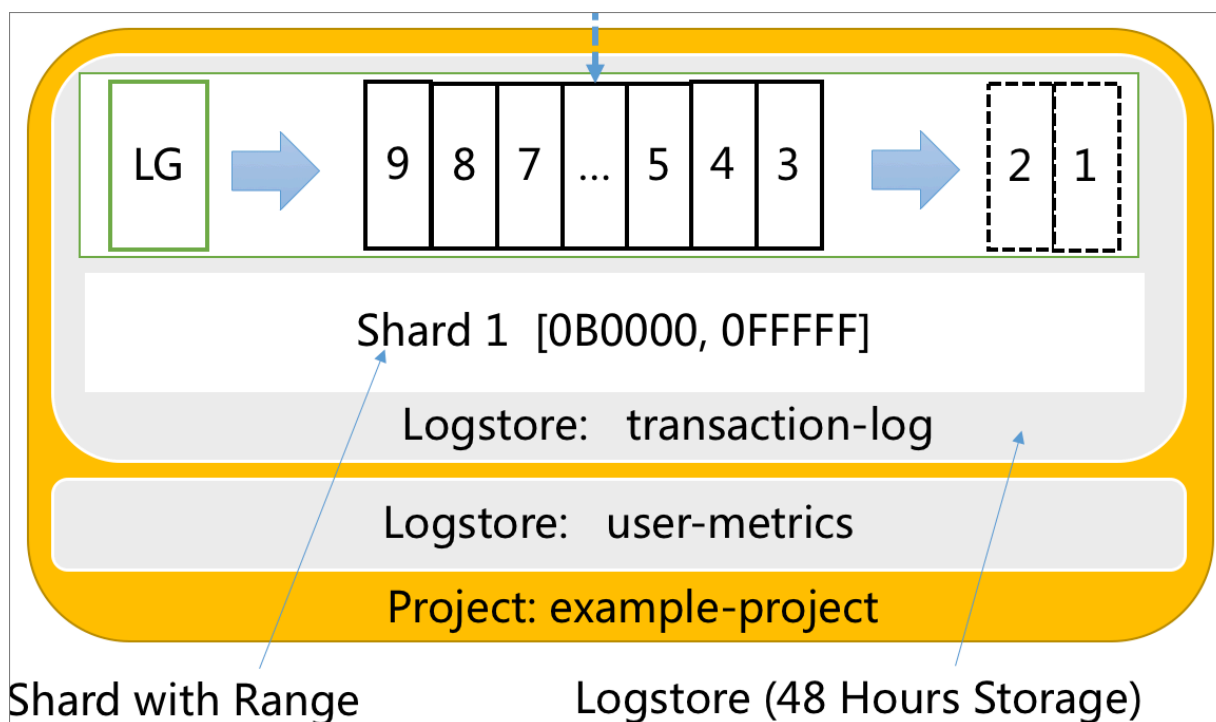 LG 9 8 7 ... 5 4 3 2 1
Shard 1 [0B0000, 0FFFFF]
Logstore: transaction-log
Logstore: user-metrics
Project: example-project
Shard with Range
Logstore (48 Hours Storage)